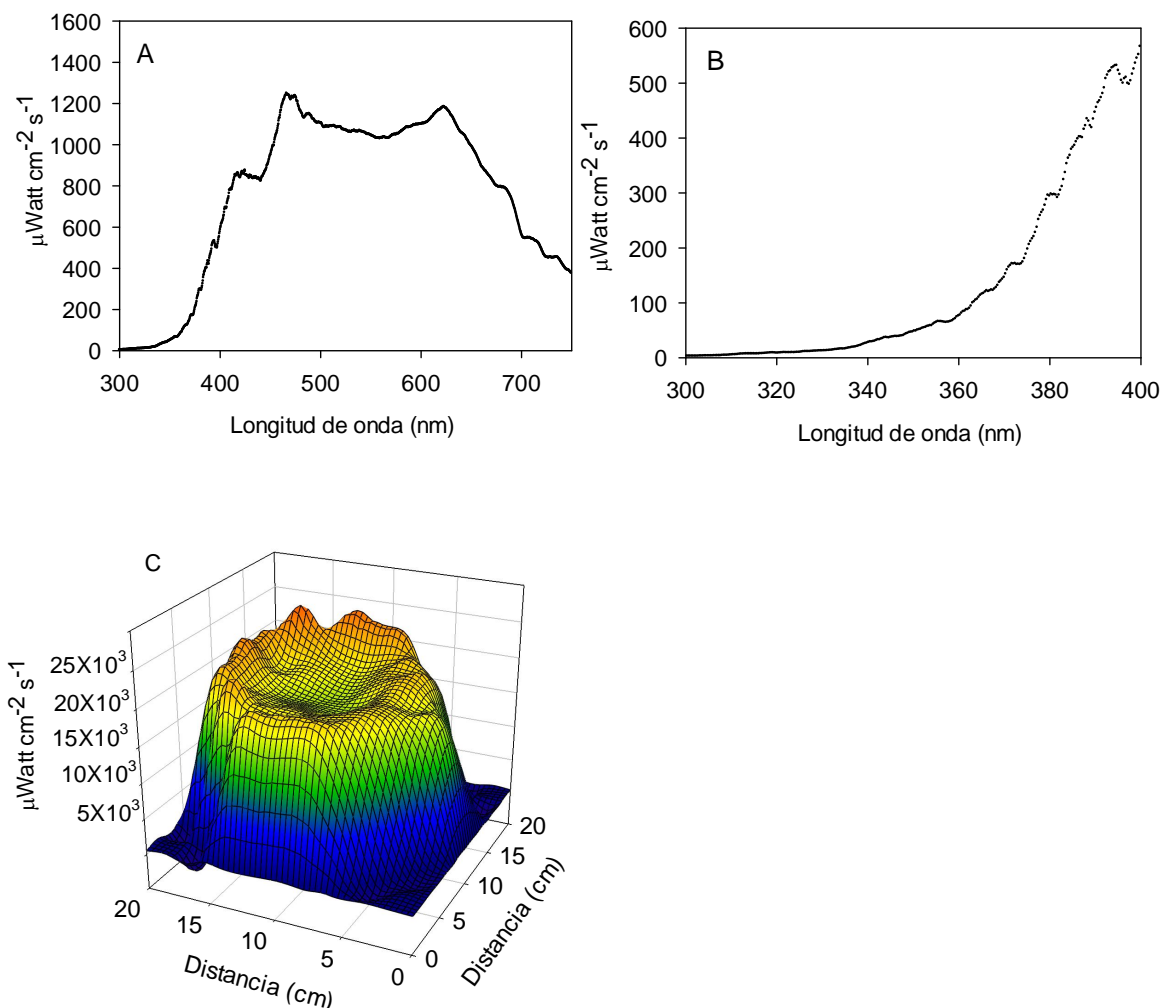 A
μWatt cm-2 s-1
1600
1400
1200
1000
800
600
400
200
0
300 400 500 600 700
Longitud de onda (nm)
B
μWatt cm-2 s-1
600
500
400
300
200
100
0
300 320 340 360 380 400
Longitud de onda (nm)
C
μWatt cm-2 s-1
25X10³
20X10³
15X10³
10X10³
5X10³
20 15 10 5 0
Distancia (cm)
0 5 10 15 20
Distancia (cm)